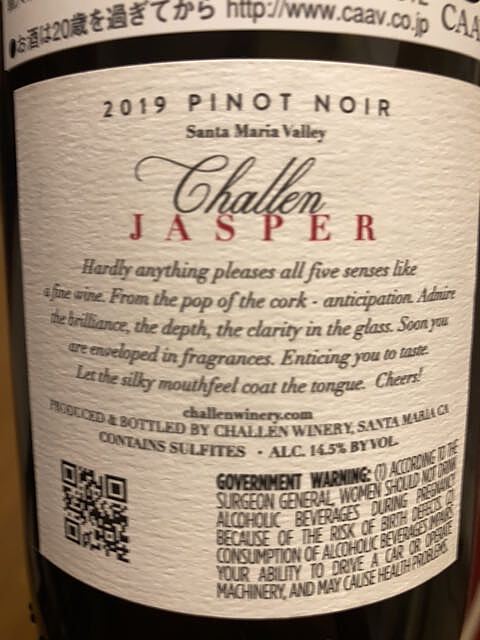 ●お酒は20歳を過ぎてから http://www.caav.co.jp CAA
2019 PINOT NOIR
Santa Maria Valley
Challen
JASPER
Hardly anything pleases all five senses like
a fine wine. From the pop of the cork - anticipation. Admire
the brilliance, the depth, the clarity in the glass. Soon you
are enveloped in fragrances. Enticing you to taste.
Let the silky mouthfeel coat the tongue. Cheers!
challenwinery.com
PRODUCED & BOTTLED BY CHALLEN WINERY, SANTA MARIA CA
CONTAINS SULFITES • ALC. 14.5% BY VOL.
GOVERNMENT WARNING: (1) ACCORDING TO THE
SURGEON GENERAL, WOMEN SHOULD NOT DRINK
ALCOHOLIC BEVERAGES DURING PREGNANCY
BECAUSE OF THE RISK OF BIRTH DEFECTS. (2)
CONSUMPTION OF ALCOHOLIC BEVERAGES IMPAIRS
YOUR ABILITY TO DRIVE A CAR OR OPERATE
MACHINERY, AND MAY CAUSE HEALTH PROBLEMS.